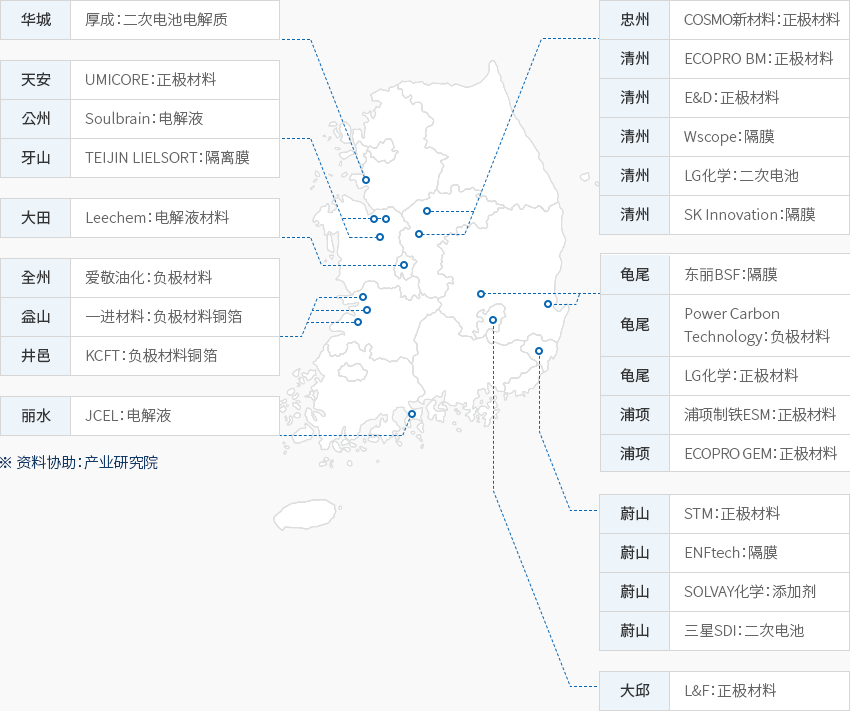 华城 厚成：二次电池电解质
天安 UMICORE：正极材料
公州 Soulbrain：电解液
牙山 TEIJIN LIELSORT：隔离膜
大田 Leechem：电解液材料
全州 爱敬油化：负极材料
益山 一进材料：负极材料铜箔
井邑 KCFT：负极材料铜箔
丽水 JCEL：电解液
※ 资料协助：产业研究院
忠州 COSMO新材料：正极材料
清州 ECOPRO BM：正极材料
清州 E&D：正极材料
清州 Wscope：隔膜
清州 LG化学：二次电池
清州 SK Innovation：隔膜
龟尾 东丽BSF：隔膜
龟尾 Power Carbon
Technology：负极材料
龟尾 LG化学：正极材料
浦项 浦项制铁ESM：正极材料
浦项 ECOPRO GEM：正极材料
蔚山 STM：正极材料
蔚山 ENFtech：隔膜
蔚山 SOLVAY化学：添加剂
蔚山 三星SDI：二次电池
大邱 L&F：正极材料